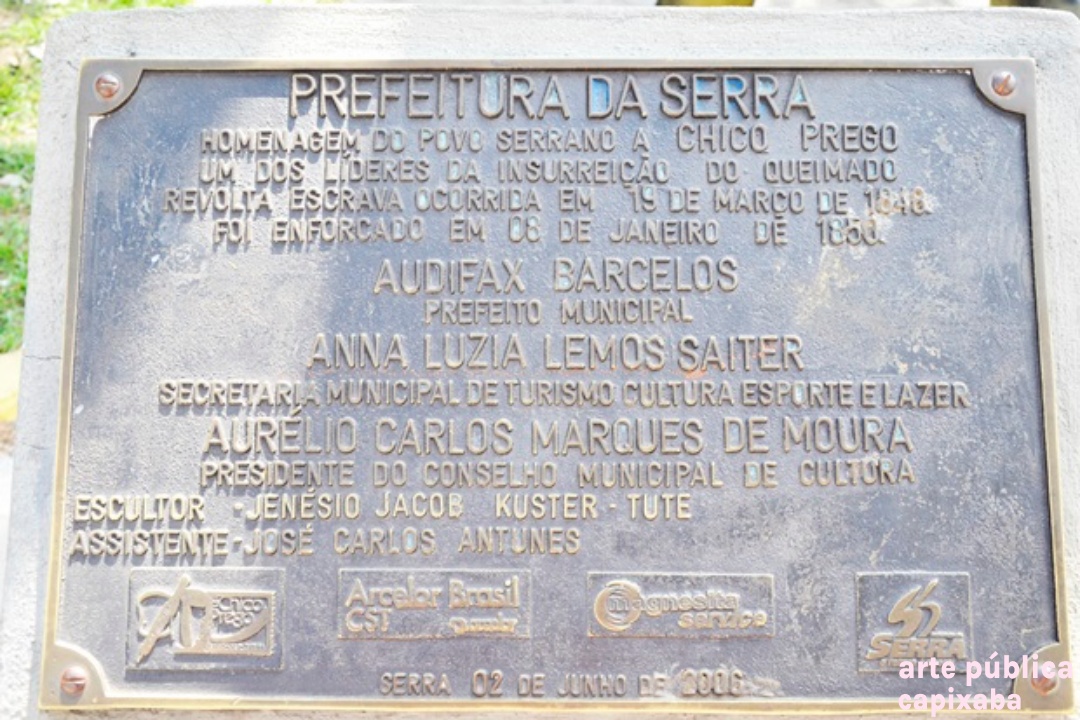 PREFEITURA DA SERRA
HOMENAGEM DO POVO SERRANO A CHICO PREGO
UM DOS LÍDERES DA INSURREIÇÃO DO QUEIMADO
REVOLTA ESCRAVA OCORRIDA EM 19 DE MARÇO DE
FOI ENFORCADO EM 08 DE JANEIRO DE 1850.
AUDIFAX BARCELOS
PREFEITO MUNICIPAL
ANNA LUZIA LEMOS SAITER
SECRETARIA MUNICIPAL DE TURISMO CULTURA ESPORTE E LAZER
AURÉLIO CARLOS MARQUES DE MOURA
PRESIDENTE DO CONSELHO MUNICIPAL DE CULTURA
ESCULTOR - JENÉSIO JACOB KUSTER - TUTE
ASSISTENTE - JOSÉ CARLOS ANTUNES
Chico Prego
Arcelor Brasil
CST
magnesita
service
SERRA
SERRA 02 DE JUNHO DE 2006
arte pública
capixaba